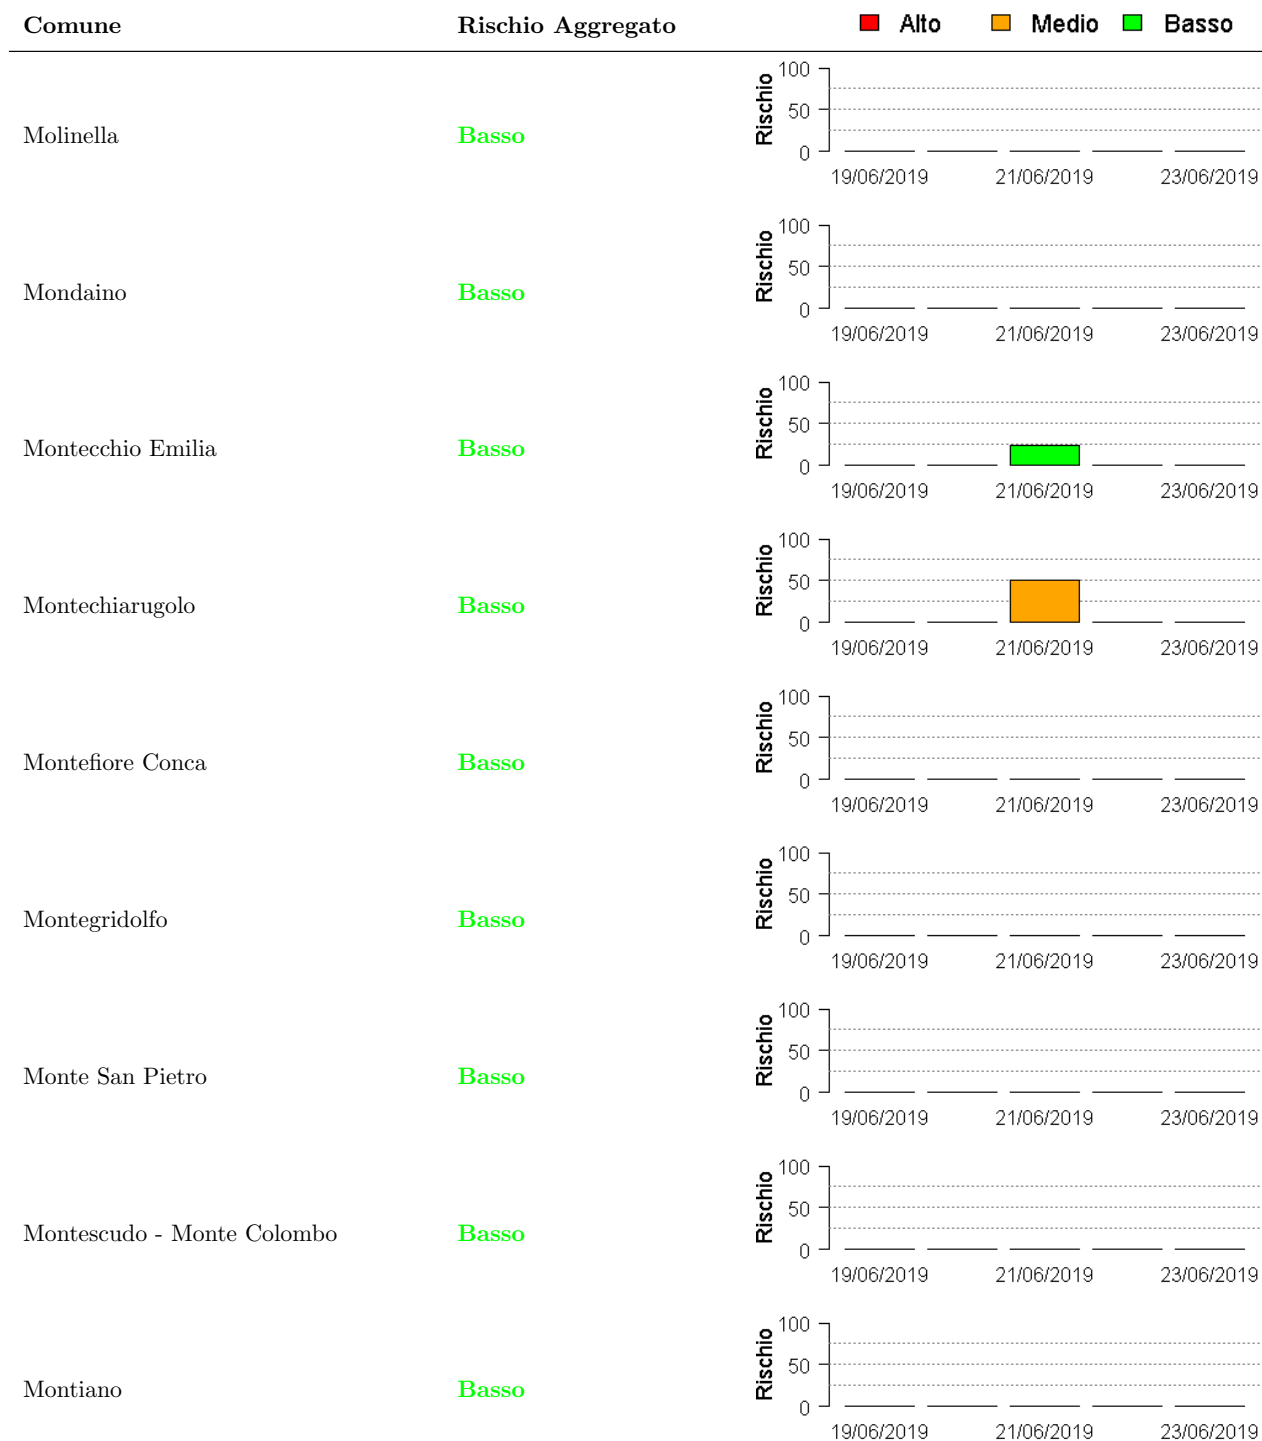 Comune Rischio Aggregato Alto Medio Basso
Molinella Basso Rischio 100 50 0
19/06/2019 21/06/2019 23/06/2019
Mondaino Basso Rischio 100 50 0
19/06/2019 21/06/2019 23/06/2019
Montecchio Emilia Basso Rischio 100 50 0
19/06/2019 21/06/2019 23/06/2019
Montechiarugolo Basso Rischio 100 50 0
19/06/2019 21/06/2019 23/06/2019
Montefiore Conca Basso Rischio 100 50 0
19/06/2019 21/06/2019 23/06/2019
Montegridolfo Basso Rischio 100 50 0
19/06/2019 21/06/2019 23/06/2019
Monte San Pietro Basso Rischio 100 50 0
19/06/2019 21/06/2019 23/06/2019
Montescudo - Monte Colombo Basso Rischio 100 50 0
19/06/2019 21/06/2019 23/06/2019
Montiano Basso Rischio 100 50 0
19/06/2019 21/06/2019 23/06/2019